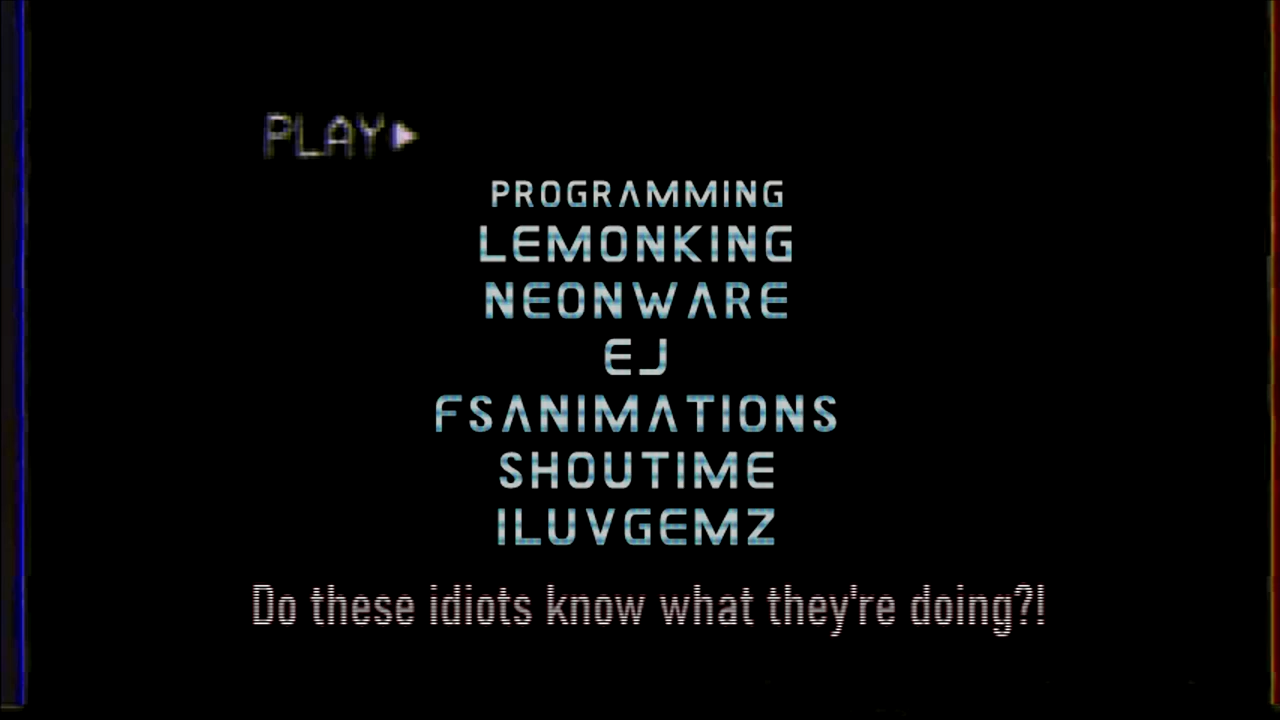 PLAY▶
PROGRAMMING
LEMONKING
NEONWARE
EJ
FSANIMATIONS
SHOUTIME
ILUVGEMZ
Do these idiots know what they're doing?!